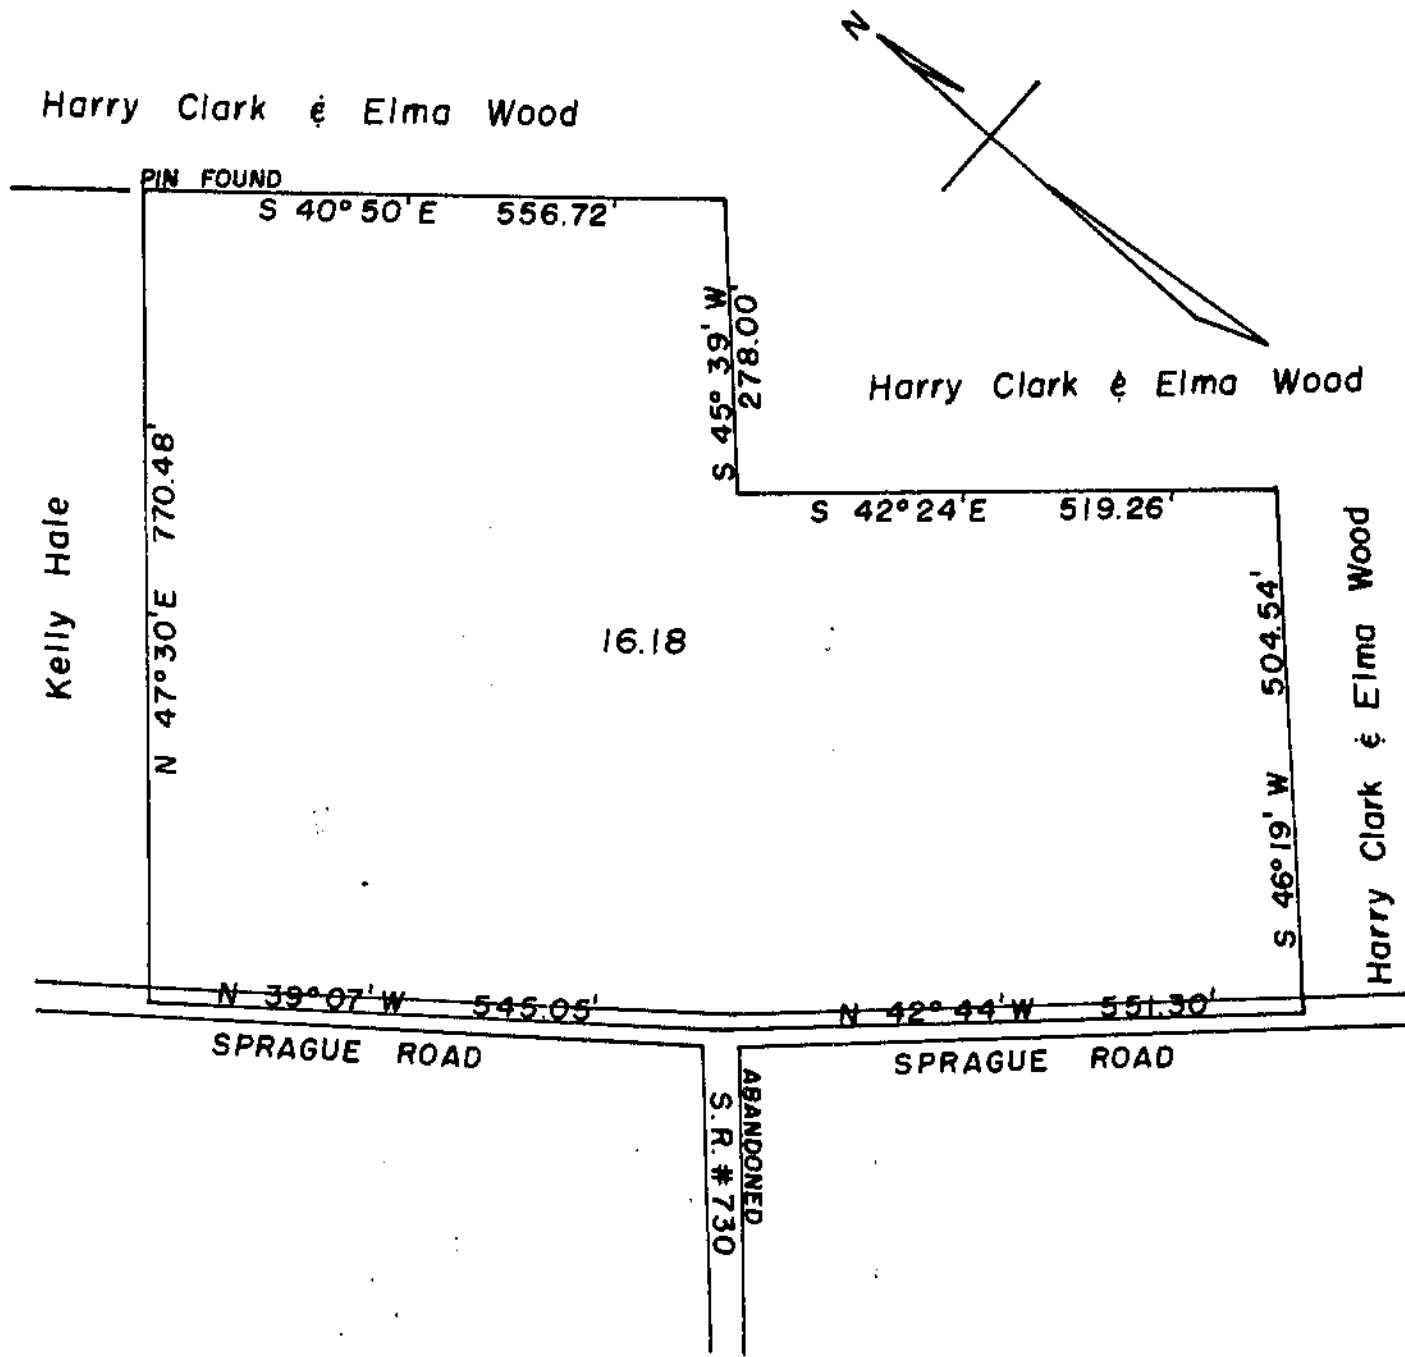 N
Harry Clark & Elma Wood
PIN FOUND
S 40° 50' E 556.72'
S 45° 39' W
278.00'
Harry Clark & Elma Wood
S 42° 24' E 519.26'
Kelly Hale
N 47° 30' E 770.48'
16.18
S 46° 19' W 504.54'
Harry Clark & Elma Wood
N 39° 07' W 545.05'
N 42° 44' W 551.30'
SPRAGUE ROAD
SPRAGUE ROAD
ABANDONED
S.R. #730